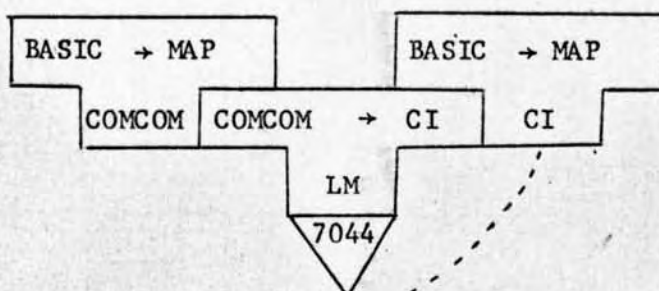 BASIC → MAP BASIC → MAP
COMCOM COMCOM → CI CI
LM
7044